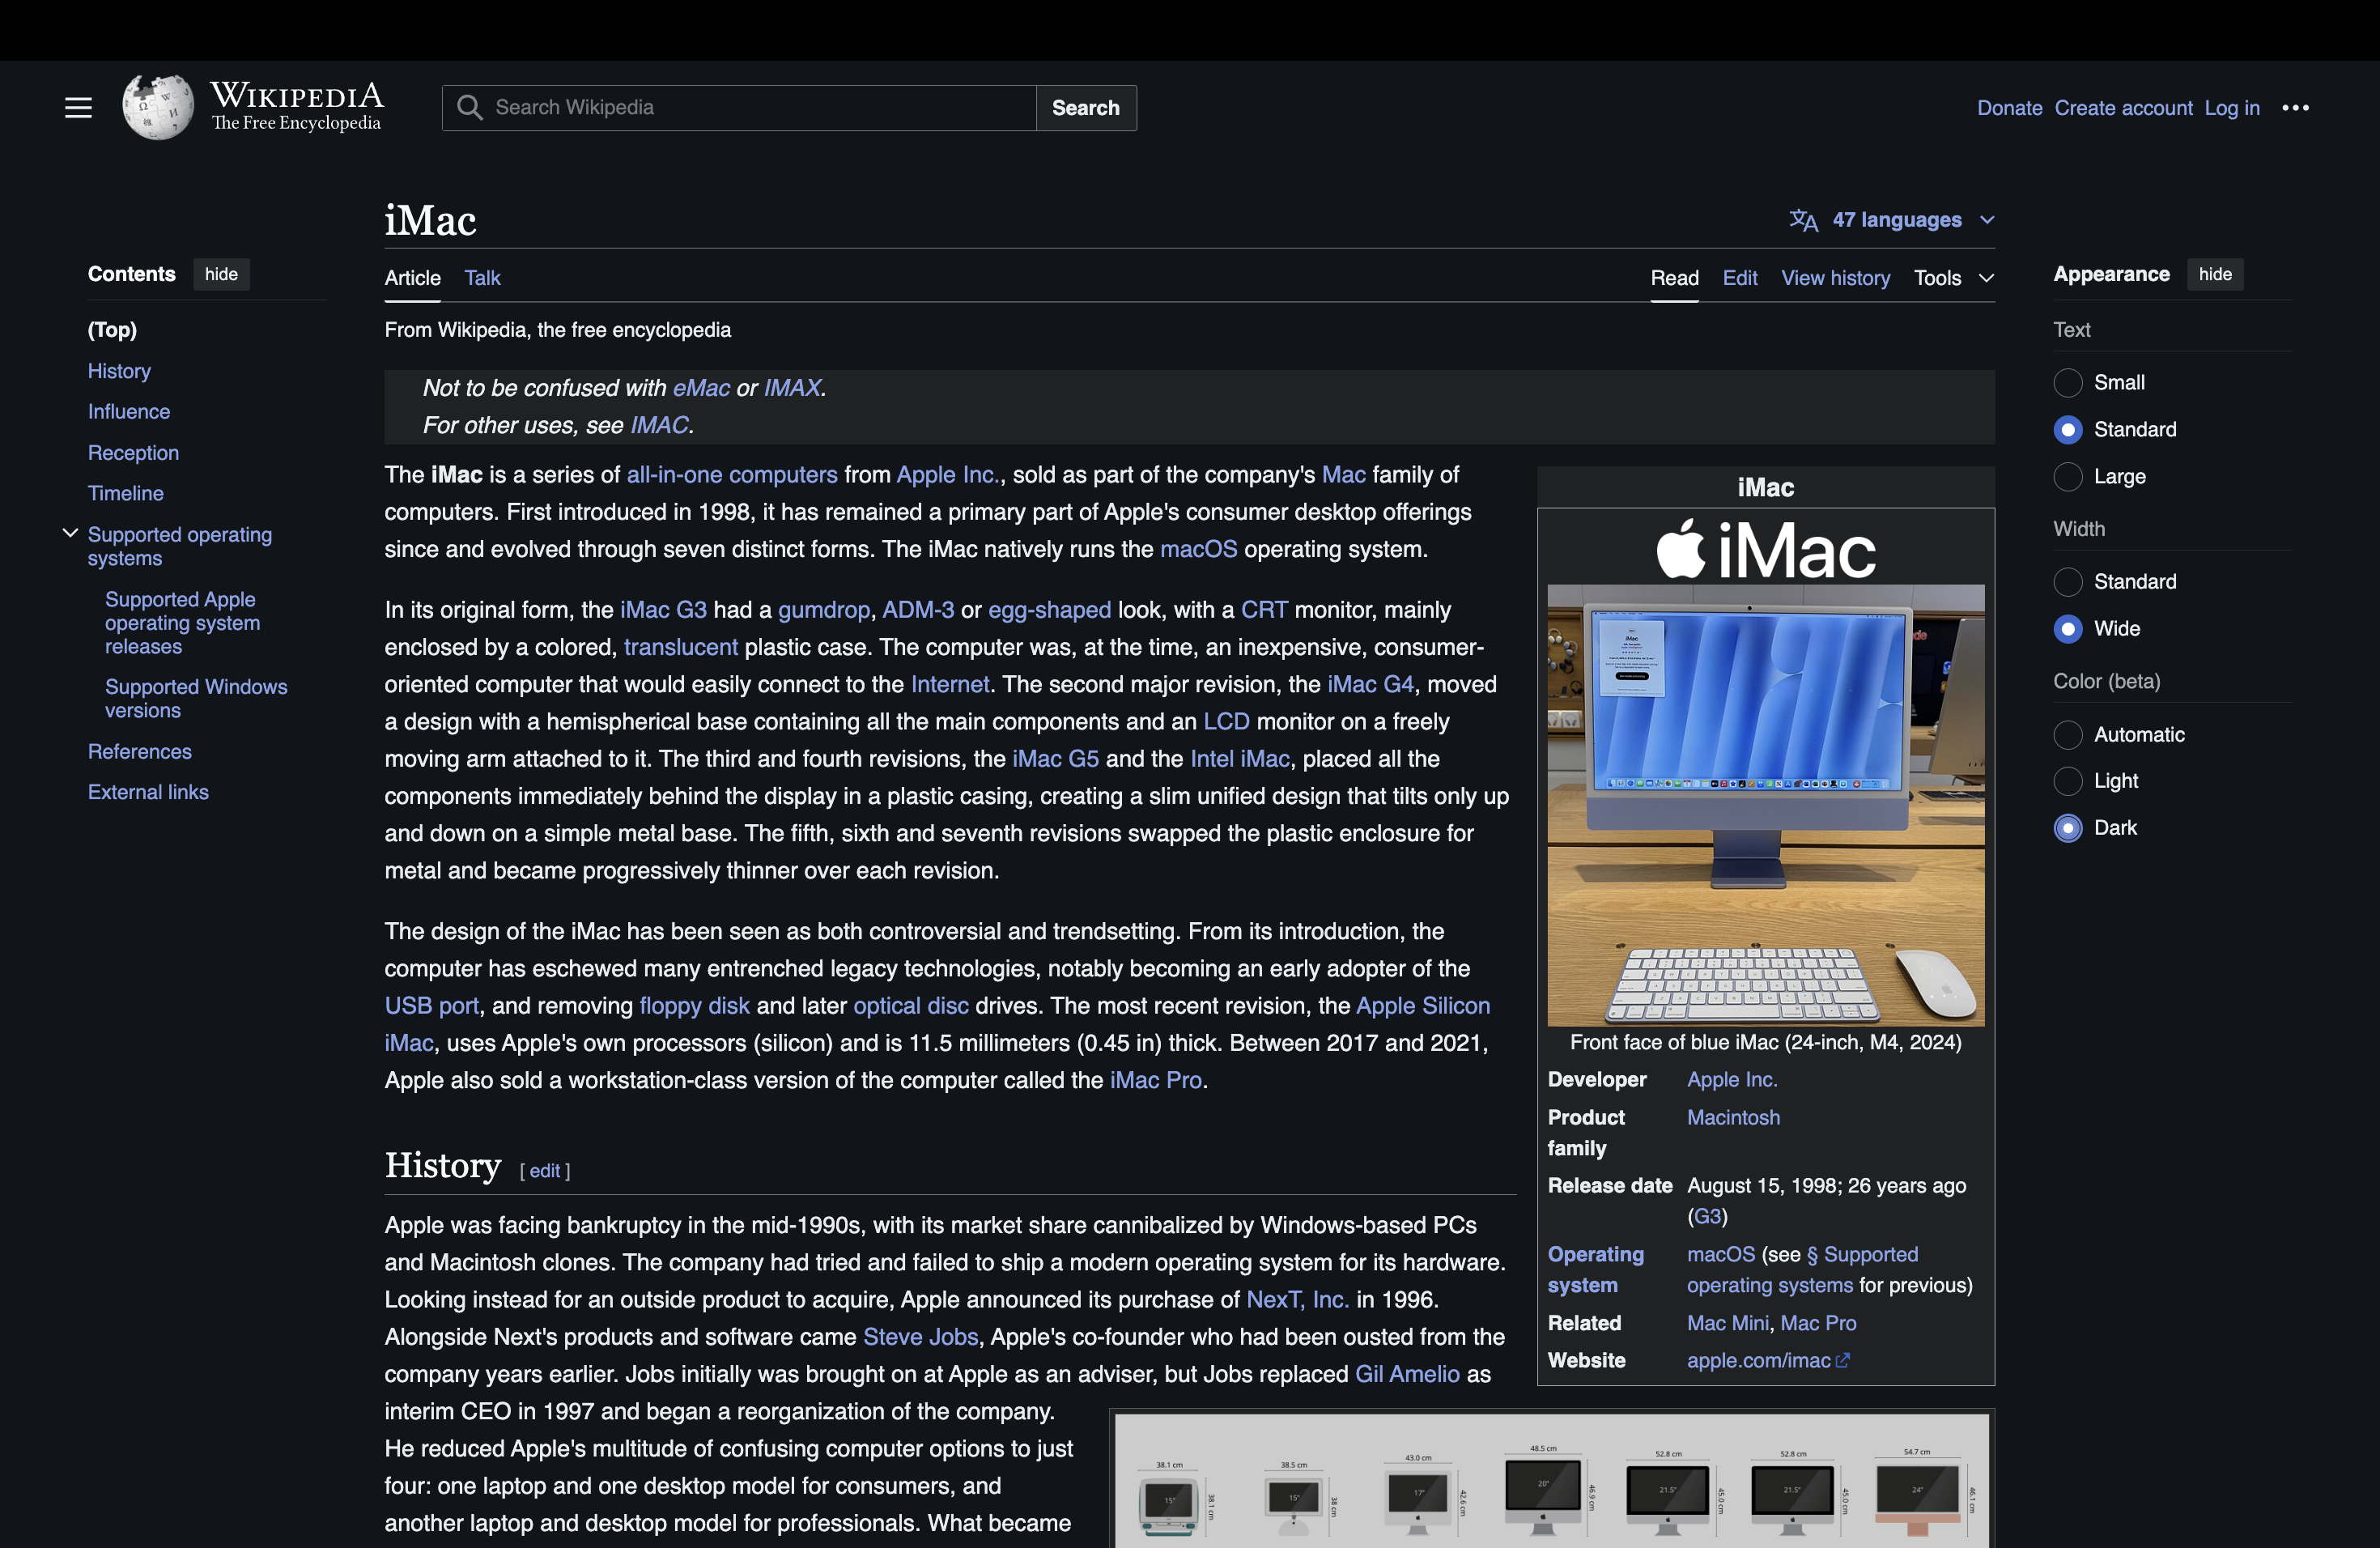 WIKIPEDIA
The Free Encyclopedia
Search Wikipedia
Search
Donate Create account Log in
Contents hide
(Top)
History
Influence
Reception
Timeline
Supported operating
systems
Supported Apple
operating system
releases
Supported Windows
versions
References
External links
iMac
47 languages
Article Talk
Read Edit View history Tools
From Wikipedia, the free encyclopedia
Not to be confused with eMac or IMAX.
For other uses, see IMAC.
The iMac is a series of all-in-one computers from Apple Inc., sold as part of the company's Mac family of
computers. First introduced in 1998, it has remained a primary part of Apple's consumer desktop offerings
since and evolved through seven distinct forms. The iMac natively runs the macOS operating system.
In its original form, the iMac G3 had a gumdrop, ADM-3 or egg-shaped look, with a CRT monitor, mainly
enclosed by a colored, translucent plastic case. The computer was, at the time, an inexpensive, consumer-
oriented computer that would easily connect to the Internet. The second major revision, the iMac G4, moved
a design with a hemispherical base containing all the main components and an LCD monitor on a freely
moving arm attached to it. The third and fourth revisions, the iMac G5 and the Intel iMac, placed all the
components immediately behind the display in a plastic casing, creating a slim unified design that tilts only up
and down on a simple metal base. The fifth, sixth and seventh revisions swapped the plastic enclosure for
metal and became progressively thinner over each revision.
The design of the iMac has been seen as both controversial and trendsetting. From its introduction, the
computer has eschewed many entrenched legacy technologies, notably becoming an early adopter of the
USB port, and removing floppy disk and later optical disc drives. The most recent revision, the Apple Silicon
iMac, uses Apple's own processors (silicon) and is 11.5 millimeters (0.45 in) thick. Between 2017 and 2021,
Apple also sold a workstation-class version of the computer called the iMac Pro.
History [ edit ]
Apple was facing bankruptcy in the mid-1990s, with its market share cannibalized by Windows-based PCs
and Macintosh clones. The company had tried and failed to ship a modern operating system for its hardware.
Looking instead for an outside product to acquire, Apple announced its purchase of NexT, Inc. in 1996.
Alongside Next's products and software came Steve Jobs, Apple's co-founder who had been ousted from the
company years earlier. Jobs initially was brought on at Apple as an adviser, but Jobs replaced Gil Amelio as
interim CEO in 1997 and began a reorganization of the company.
He reduced Apple's multitude of confusing computer options to just
four: one laptop and one desktop model for consumers, and
another laptop and desktop model for professionals. What became
iMac
iMac
iMac
Front face of blue iMac (24-inch, M4, 2024)
Developer Apple Inc.
Product Macintosh
family
Release date August 15, 1998; 26 years ago
(G3)
Operating macOS (see § Supported
system operating systems for previous)
Related Mac Mini, Mac Pro
Website apple.com/imac
38.1 cm 38.5 cm 43.0 cm 48.5 cm 52.8 cm 52.8 cm 54.7 cm
15" 38.1 cm 15" 38 cm 17" 42.6 cm 20" 46.9 cm 21.5" 45.0 cm 21.5" 45.0 cm 24" 46.1 cm
Appearance hide
Text
Small
Standard
Large
Width
Standard
Wide
Color (beta)
Automatic
Light
Dark